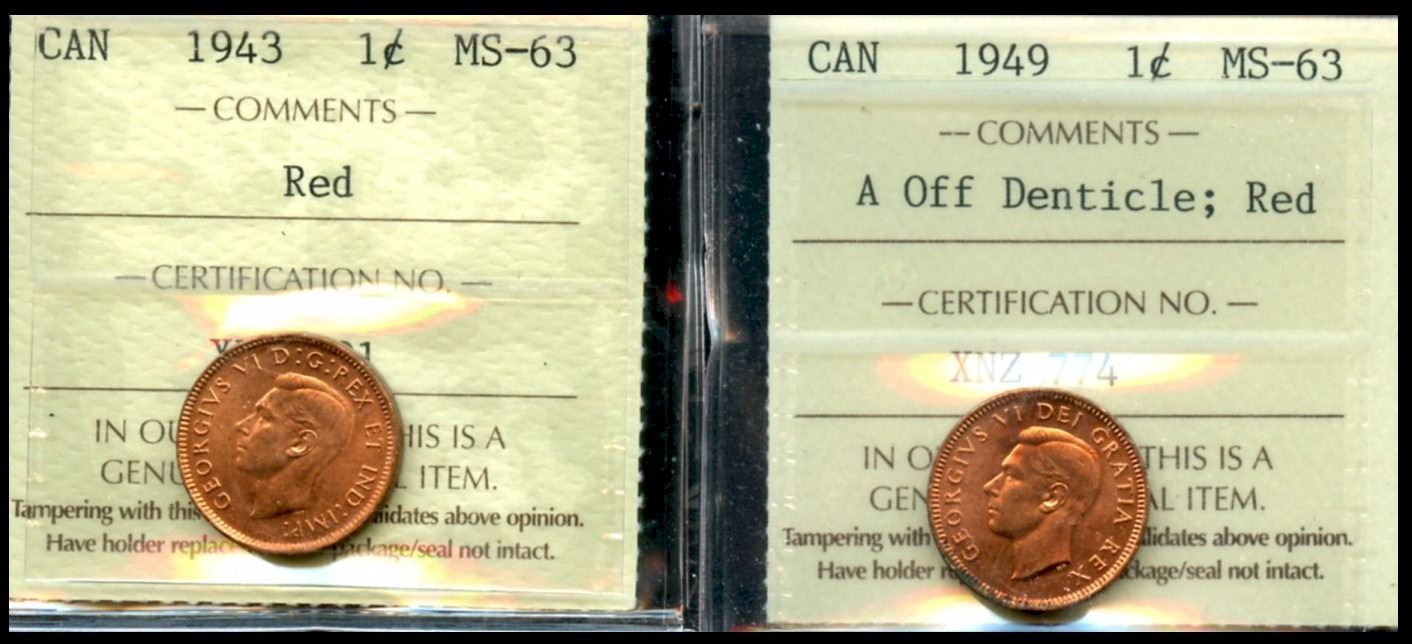 CAN 1943 1¢ MS-63
— COMMENTS —
Red
— CERTIFICATION NO. —
GEORGIVS VI D:G:REX ET IND:IMP:
IN OU HIS IS A
GENU ITEM.
Tampering with this idates above opinion.
Have holder replac package/seal not intact.
CAN 1949 1¢ MS-63
-- COMMENTS —
A Off Denticle; Red
— CERTIFICATION NO. —
XNZ 774
GEORGIVS VI DEI GRATIA REX
IN O THIS IS A
GEN AL ITEM.
Tampering with lidates above opinion.
Have holder r ckage/seal not intact.